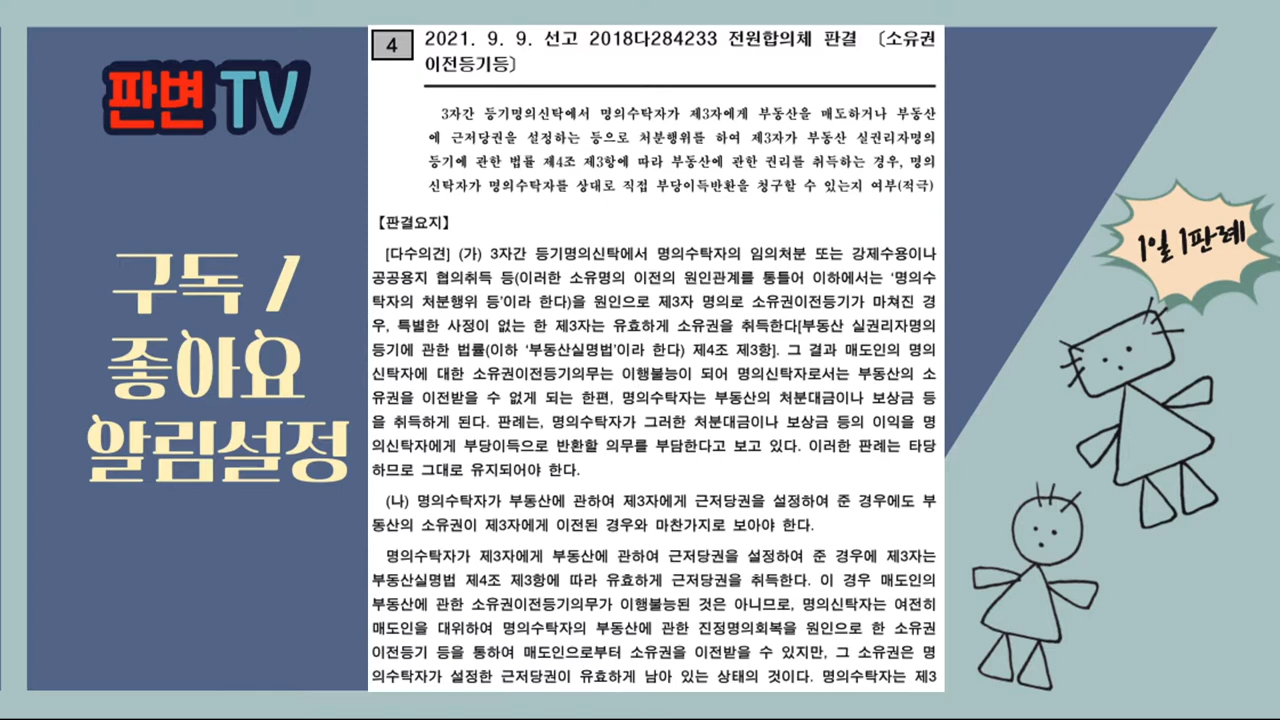 판변 TV
구독 /
좋아요
알림설정
4
2021. 9. 9. 선고 2018다284233 전원합의체 판결 〔소유권
이전등기등〕
3자간 등기명의신탁에서 명의수탁자가 제3자에게 부동산을 매도하거나 부동산
에 근저당권을 설정하는 등으로 처분행위를 하여 제3자가 부동산 실권리자명의
등기에 관한 법률 제4조 제3항에 따라 부동산에 관한 권리를 취득하는 경우, 명의
신탁자가 명의수탁자를 상대로 직접 부당이득반환을 청구할 수 있는지 여부(적극)
【판결요지】
[다수의견] (가) 3자간 등기명의신탁에서 명의수탁자의 임의처분 또는 강제수용이나
공공용지 협의취득 등(이러한 소유명의 이전의 원인관계를 통틀어 이하에서는 ‘명의수
탁자의 처분행위 등’이라 한다)을 원인으로 제3자 명의로 소유권이전등기가 마쳐진 경
우, 특별한 사정이 없는 한 제3자는 유효하게 소유권을 취득한다[부동산 실권리자명의
등기에 관한 법률(이하 ‘부동산실명법’이라 한다) 제4조 제3항]. 그 결과 매도인의 명의
신탁자에 대한 소유권이전등기의무는 이행불능이 되어 명의신탁자로서는 부동산의 소
유권을 이전받을 수 없게 되는 한편, 명의수탁자는 부동산의 처분대금이나 보상금 등
을 취득하게 된다. 판례는, 명의수탁자가 그러한 처분대금이나 보상금 등의 이익을 명
의신탁자에게 부당이득으로 반환할 의무를 부담한다고 보고 있다. 이러한 판례는 타당
하므로 그대로 유지되어야 한다.
(나) 명의수탁자가 부동산에 관하여 제3자에게 근저당권을 설정하여 준 경우에도 부
동산의 소유권이 제3자에게 이전된 경우와 마찬가지로 보아야 한다.
명의수탁자가 제3자에게 부동산에 관하여 근저당권을 설정하여 준 경우에 제3자는
부동산실명법 제4조 제3항에 따라 유효하게 근저당권을 취득한다. 이 경우 매도인의
부동산에 관한 소유권이전등기의무가 이행불능된 것은 아니므로, 명의신탁자는 여전히
매도인을 대위하여 명의수탁자의 부동산에 관한 진정명의회복을 원인으로 한 소유권
이전등기 등을 통하여 매도인으로부터 소유권을 이전받을 수 있지만, 그 소유권은 명
의수탁자가 설정한 근저당권이 유효하게 남아 있는 상태의 것이다. 명의수탁자는 제3
1일 1판례